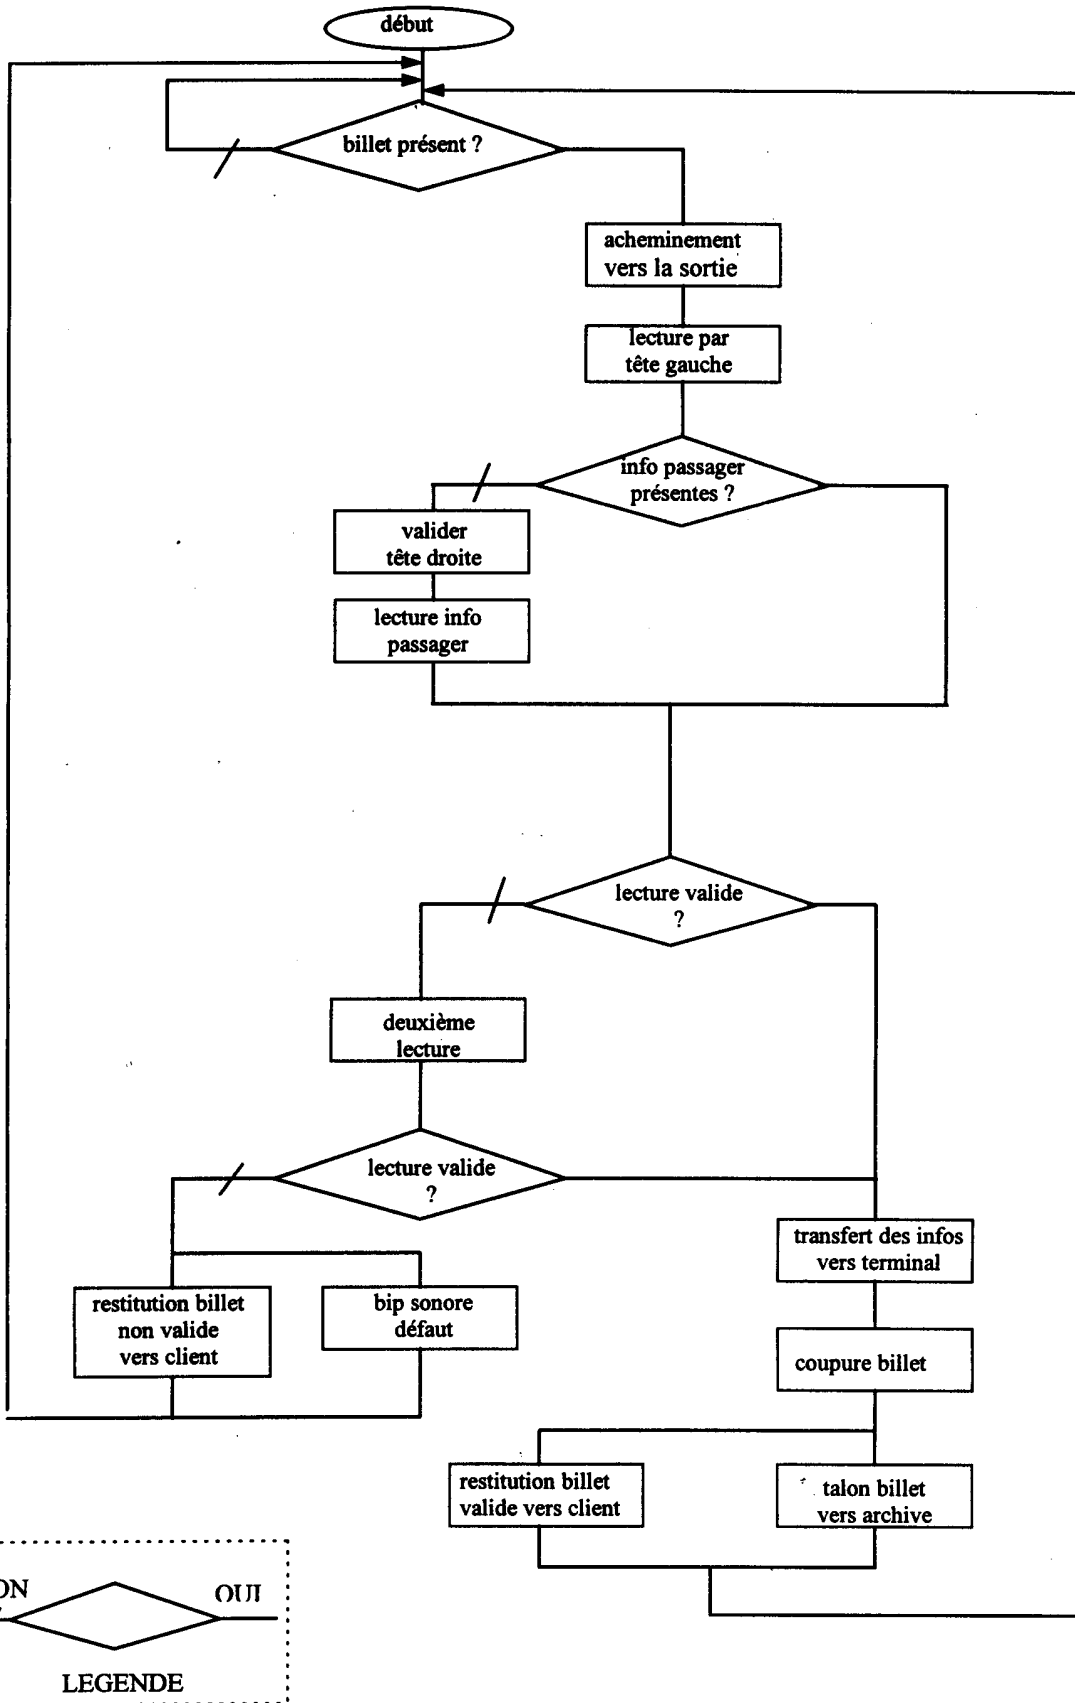 début
billet présent ?
acheminement
vers la sortie
lecture par
tête gauche
info passager
présentes ?
valider
tête droite
lecture info
passager
lecture valide
?
deuxième
lecture
lecture valide
?
transfert des infos
vers terminal
restitution billet
non valide
vers client
bip sonore
défaut
coupure billet
restitution billet
valide vers client
talon billet
vers archive
ON
OUI
LEGENDE